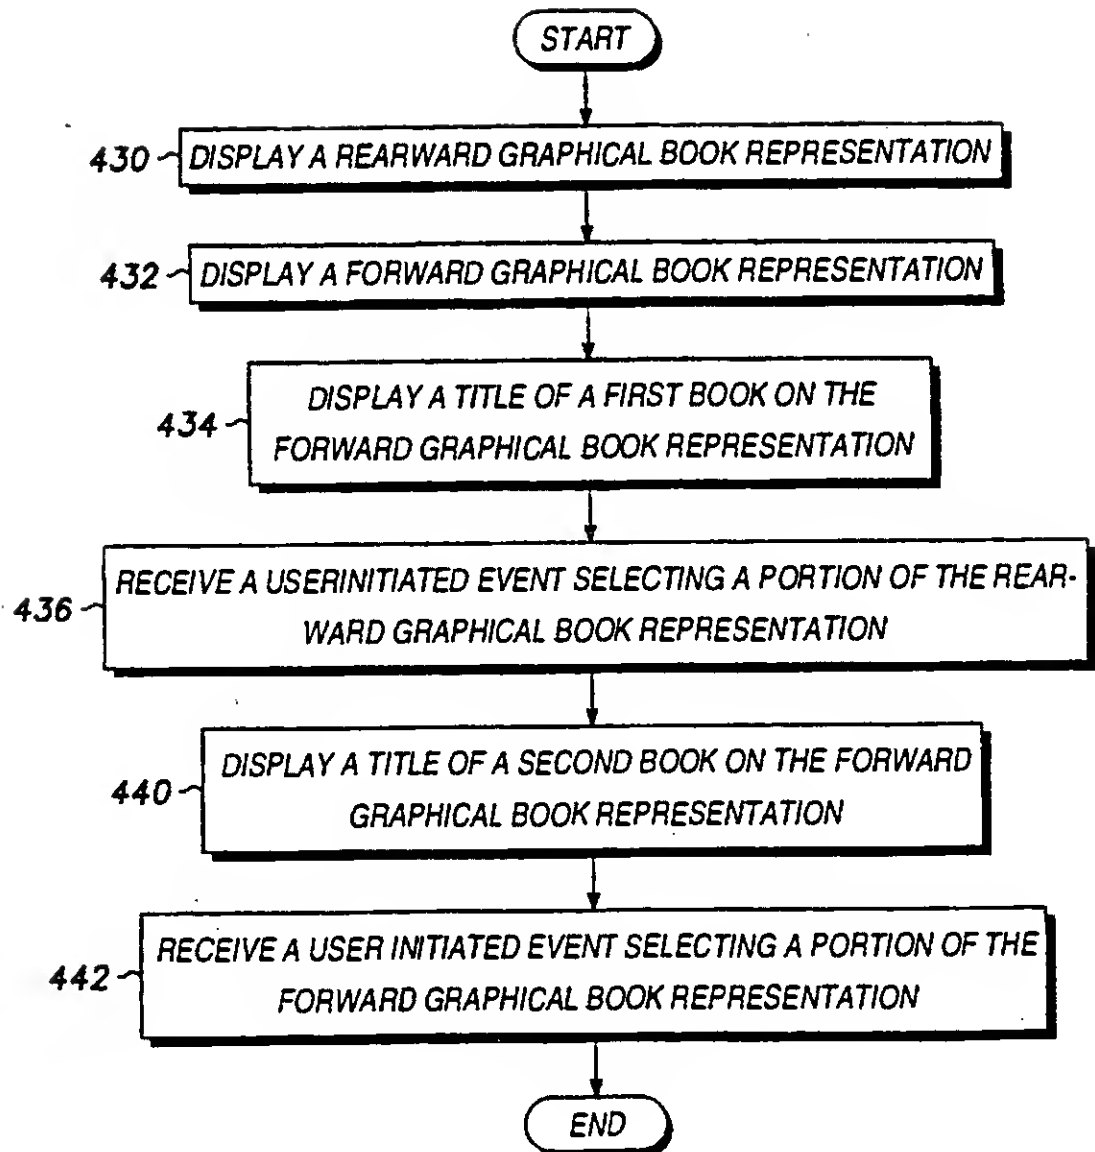 START
430 DISPLAY A REARWARD GRAPHICAL BOOK REPRESENTATION
432 DISPLAY A FORWARD GRAPHICAL BOOK REPRESENTATION
DISPLAY A TITLE OF A FIRST BOOK ON THE
434
FORWARD GRAPHICAL BOOK REPRESENTATION
RECEIVE A USERINITIATED EVENT SELECTING A PORTION OF THE REAR-
436
WARD GRAPHICAL BOOK REPRESENTATION
DISPLAY A TITLE OF A SECOND BOOK ON THE FORWARD
440
GRAPHICAL BOOK REPRESENTATION
RECEIVE A USER INITIATED EVENT SELECTING A PORTION OF THE
442
FORWARD GRAPHICAL BOOK REPRESENTATION
END